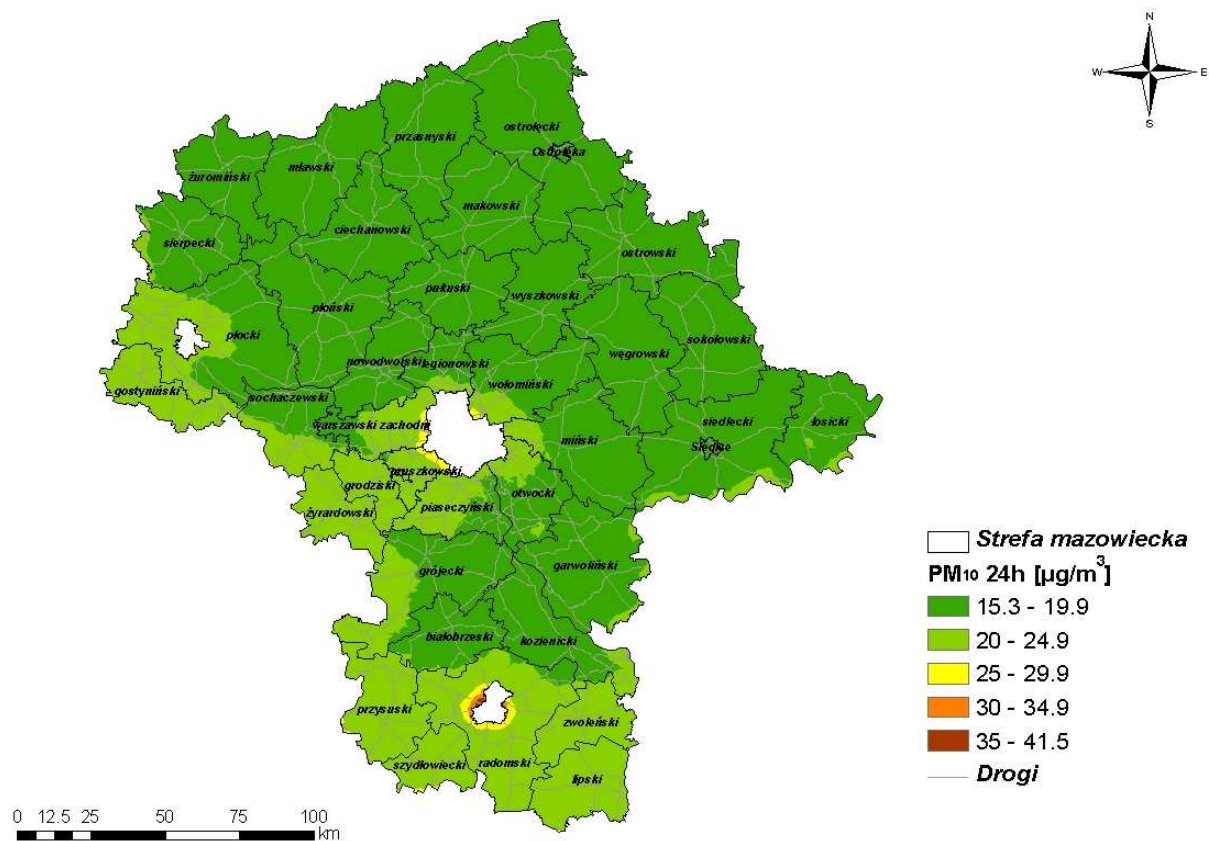 N
W E
S
ostrołęcki
przasnyski
Ostrołęka
mławski
żuromiński
makowski
ciechanowski
sierpecki
ostrowski
pułtuski
wyszkowski
płoński
płocki
sokołowski
węgrowski
nowodworski
legionowski
wołomiński
gostyniński
sochaczewski
warszawski zachodni
siedlecki
łosicki
miński
Siedlce
pruszkowski
grodziski
otwocki
piaseczyński
żyrardowski
Strefa mazowiecka
PM10 24h [µg/m3]
garwoliński
grójecki
15.3 - 19.9
20 - 24.9
białobrzeski
kozienicki
25 - 29.9
30 - 34.9
przysuski
zwoleński
35 - 41.5
szydłowiecki
radomski
lipski
Drogi
0 12.5 25 50 75 100
km